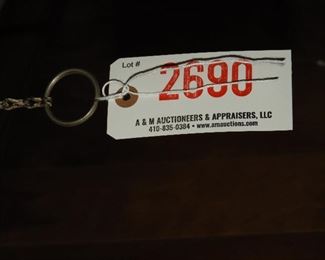 Lot #
2690
A & M AUCTIONEERS & APPRAISERS, LLC
410-835-0384 • www.amauctions.com